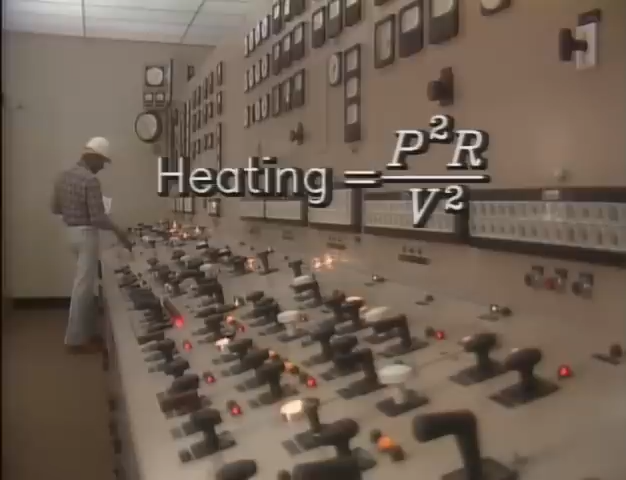 Heating = P²R / V²